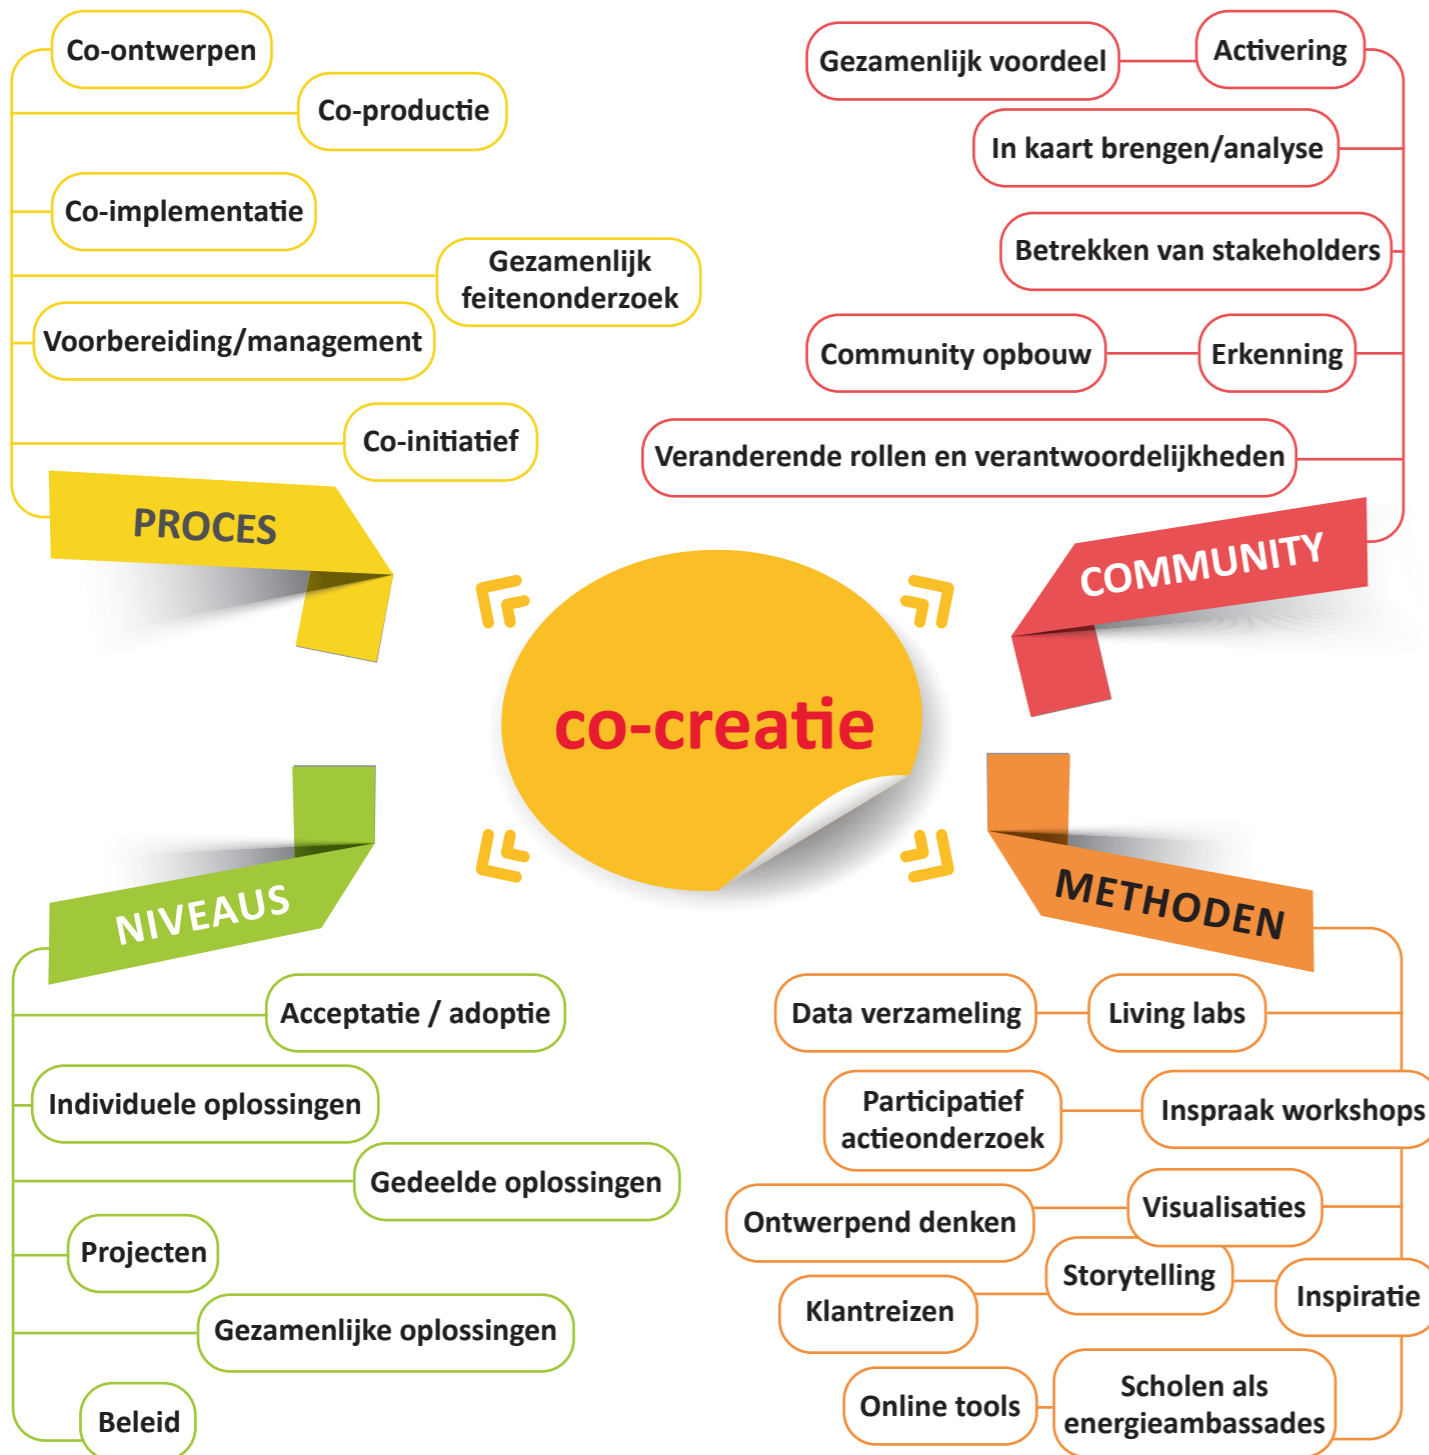 Co-ontwerpen
Co-productie
Co-implementatie
Gezamenlijk
feitenonderzoek
Voorbereiding/management
Co-initiatief
PROCES
Gezamenlijk voordeel
Activering
In kaart brengen/analyse
Betrekken van stakeholders
Community opbouw
Erkenning
Veranderende rollen en verantwoordelijkheden
COMMUNITY
co-creatie
NIVEAUS
Acceptatie / adoptie
Individuele oplossingen
Gedeelde oplossingen
Projecten
Gezamenlijke oplossingen
Beleid
METHODEN
Data verzameling
Living labs
Participatief
actieonderzoek
Inspraak workshops
Ontwerpend denken
Visualisaties
Klantreizen
Storytelling
Inspiratie
Online tools
Scholen als
energieambassades